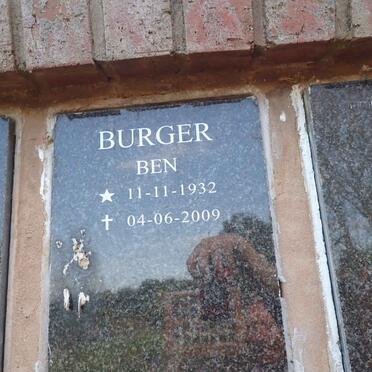 BURGER
BEN
★ 11-11-1932
✝ 04-06-2009